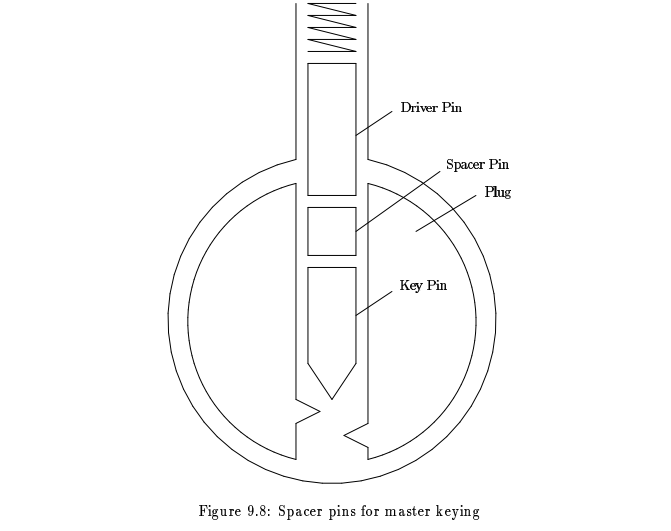 Driver Pin
Spacer Pin
Plug
Key Pin
Figure 9.8: Spacer pins for master keying